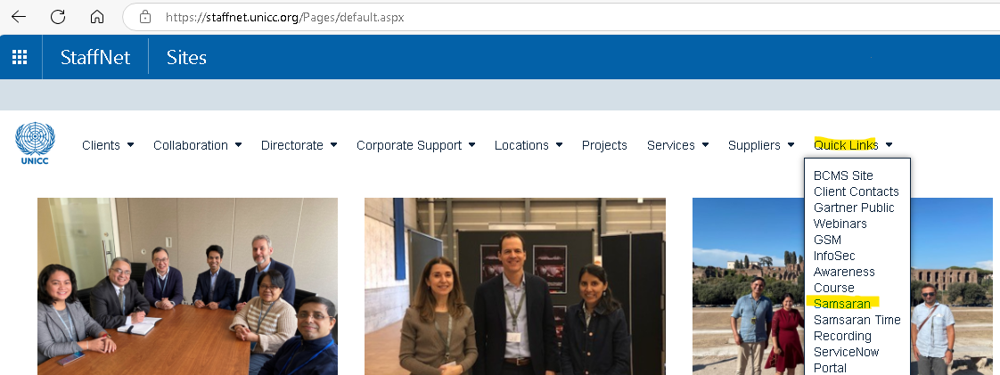 https://staffnet.unicc.org/Pages/default.aspx
StaffNet Sites
UNICC
Clients Collaboration Directorate Corporate Support Locations Projects Services Suppliers Quick Links
BCMS Site
Client Contacts
Gartner Public
Webinars
GSM
InfoSec
Awareness
Course
Samsaran
Samsaran Time
Recording
ServiceNow
Portal